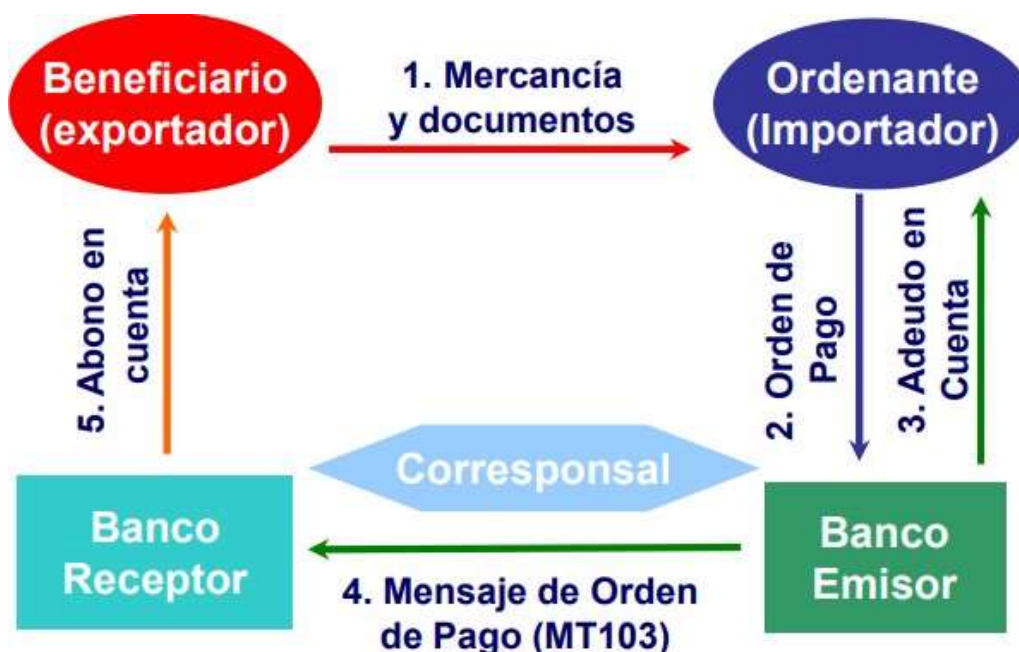 Beneficiario
(exportador)
1. Mercancía
y documentos
Ordenante
(Importador)
5. Abono en
cuenta
2. Orden de
Pago
3. Adeudo en
Cuenta
Corresponsal
Banco
Receptor
4. Mensaje de Orden
de Pago (MT103)
Banco
Emisor